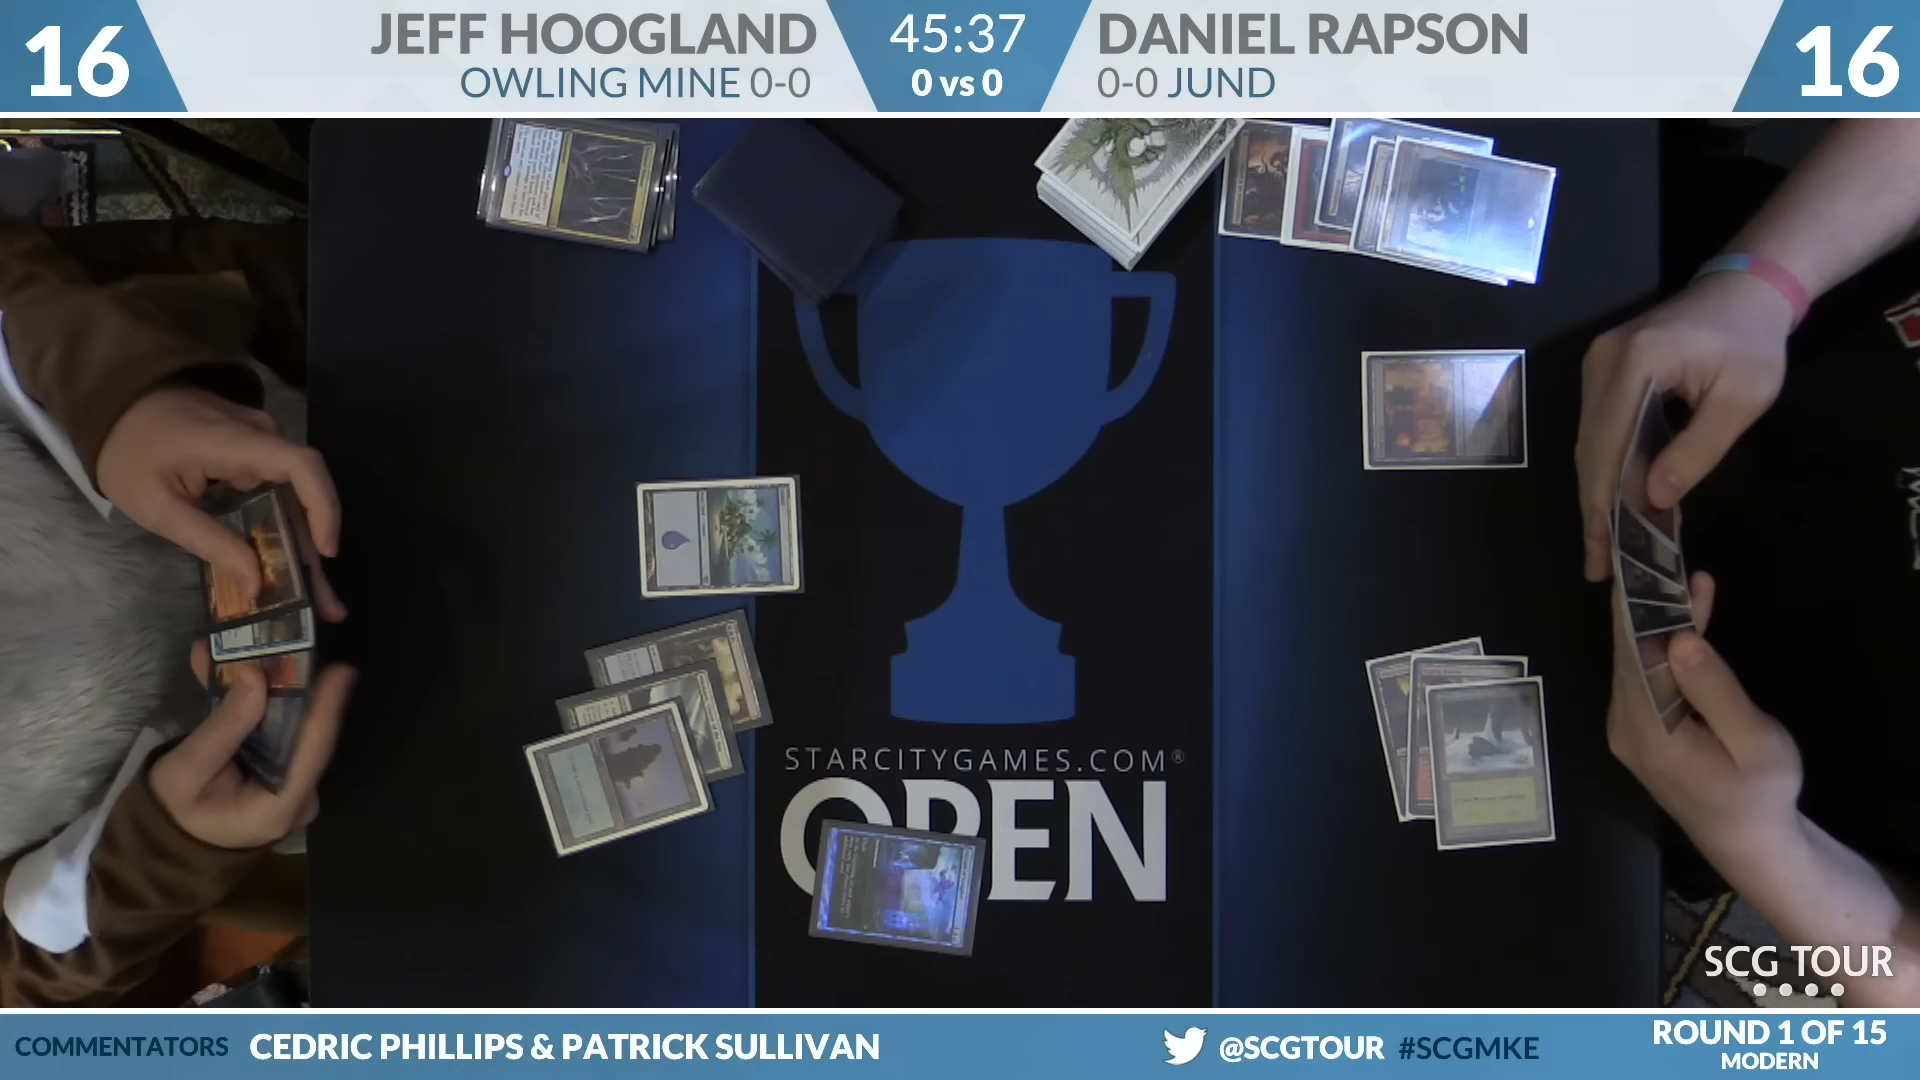 16
JEFF HOOGLAND
OWLING MINE 0-0
45:37
0 vs 0
DANIEL RAPSON
0-0 JUND
16
STARCITYGAMES.COM®
OPEN
SCG TOUR
COMMENTATORS CEDRIC PHILLIPS & PATRICK SULLIVAN
@SCGTOUR #SCGMKE
ROUND 1 OF 15
MODERN